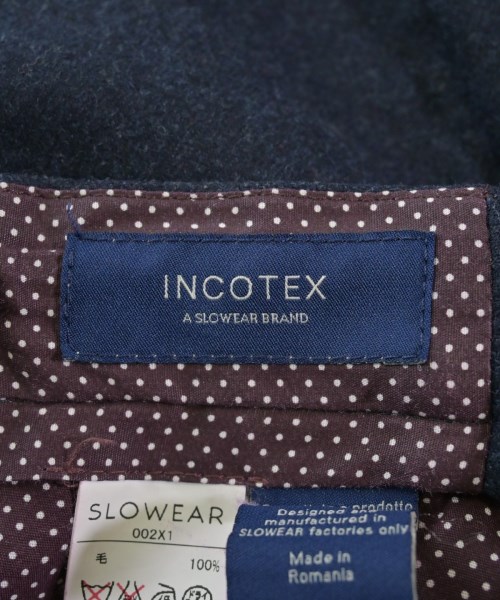 INCOTEX
A SLOWEAR BRAND
SLOWEAR
002X1
毛 100%
Designed e prodotto
manufactured in
SLOWEAR factories only
Made in
Romania